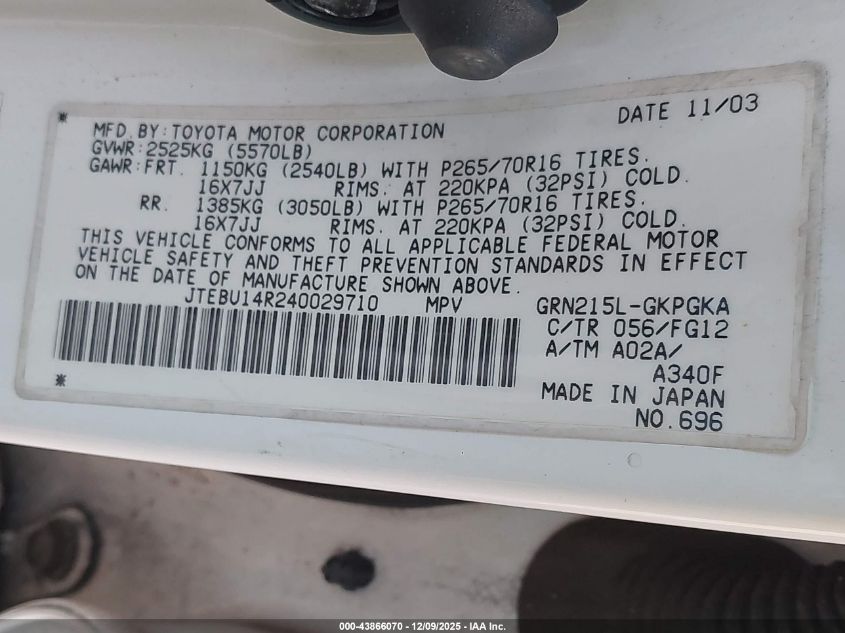 DATE 11/03
MFD.BY:TOYOTA MOTOR CORPORATION
GVWR:2525KG (5570LB)
GAWR:FRT. 1150KG (2540LB) WITH P265/70R16 TIRES.
16X7JJ RIMS. AT 220KPA (32PSI) COLD.
RR. 1385KG (3050LB) WITH P265/70R16 TIRES.
16X7JJ RIMS. AT 220KPA (32PSI) COLD.
THIS VEHICLE CONFORMS TO ALL APPLICABLE FEDERAL MOTOR
VEHICLE SAFETY AND THEFT PREVENTION STANDARDS IN EFFECT
ON THE DATE OF MANUFACTURE SHOWN ABOVE.
JTEBU14R240029710 MPV GRN215L-GKPGKA
C/TR 056/FG12
A/TM A02A/
A340F
MADE IN JAPAN
NO.696
000-43866070 | 12/09/2025 - IAA Inc.